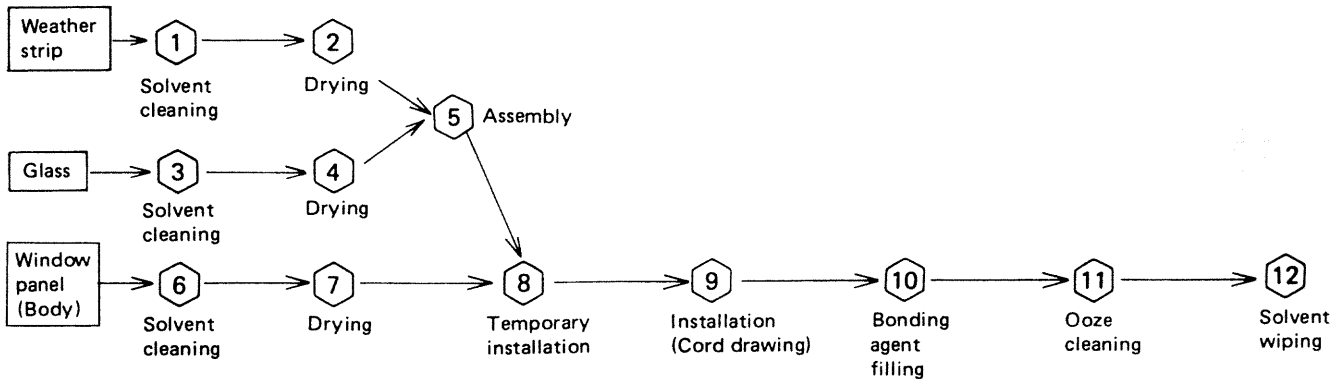 Weather
strip
1
2
Solvent
cleaning
Drying
5
Assembly
Glass
3
4
Solvent
cleaning
Drying
Window
panel
(Body)
6
7
8
9
10
11
12
Solvent
cleaning
Drying
Temporary
installation
Installation
(Cord drawing)
Bonding
agent
filling
Ooze
cleaning
Solvent
wiping